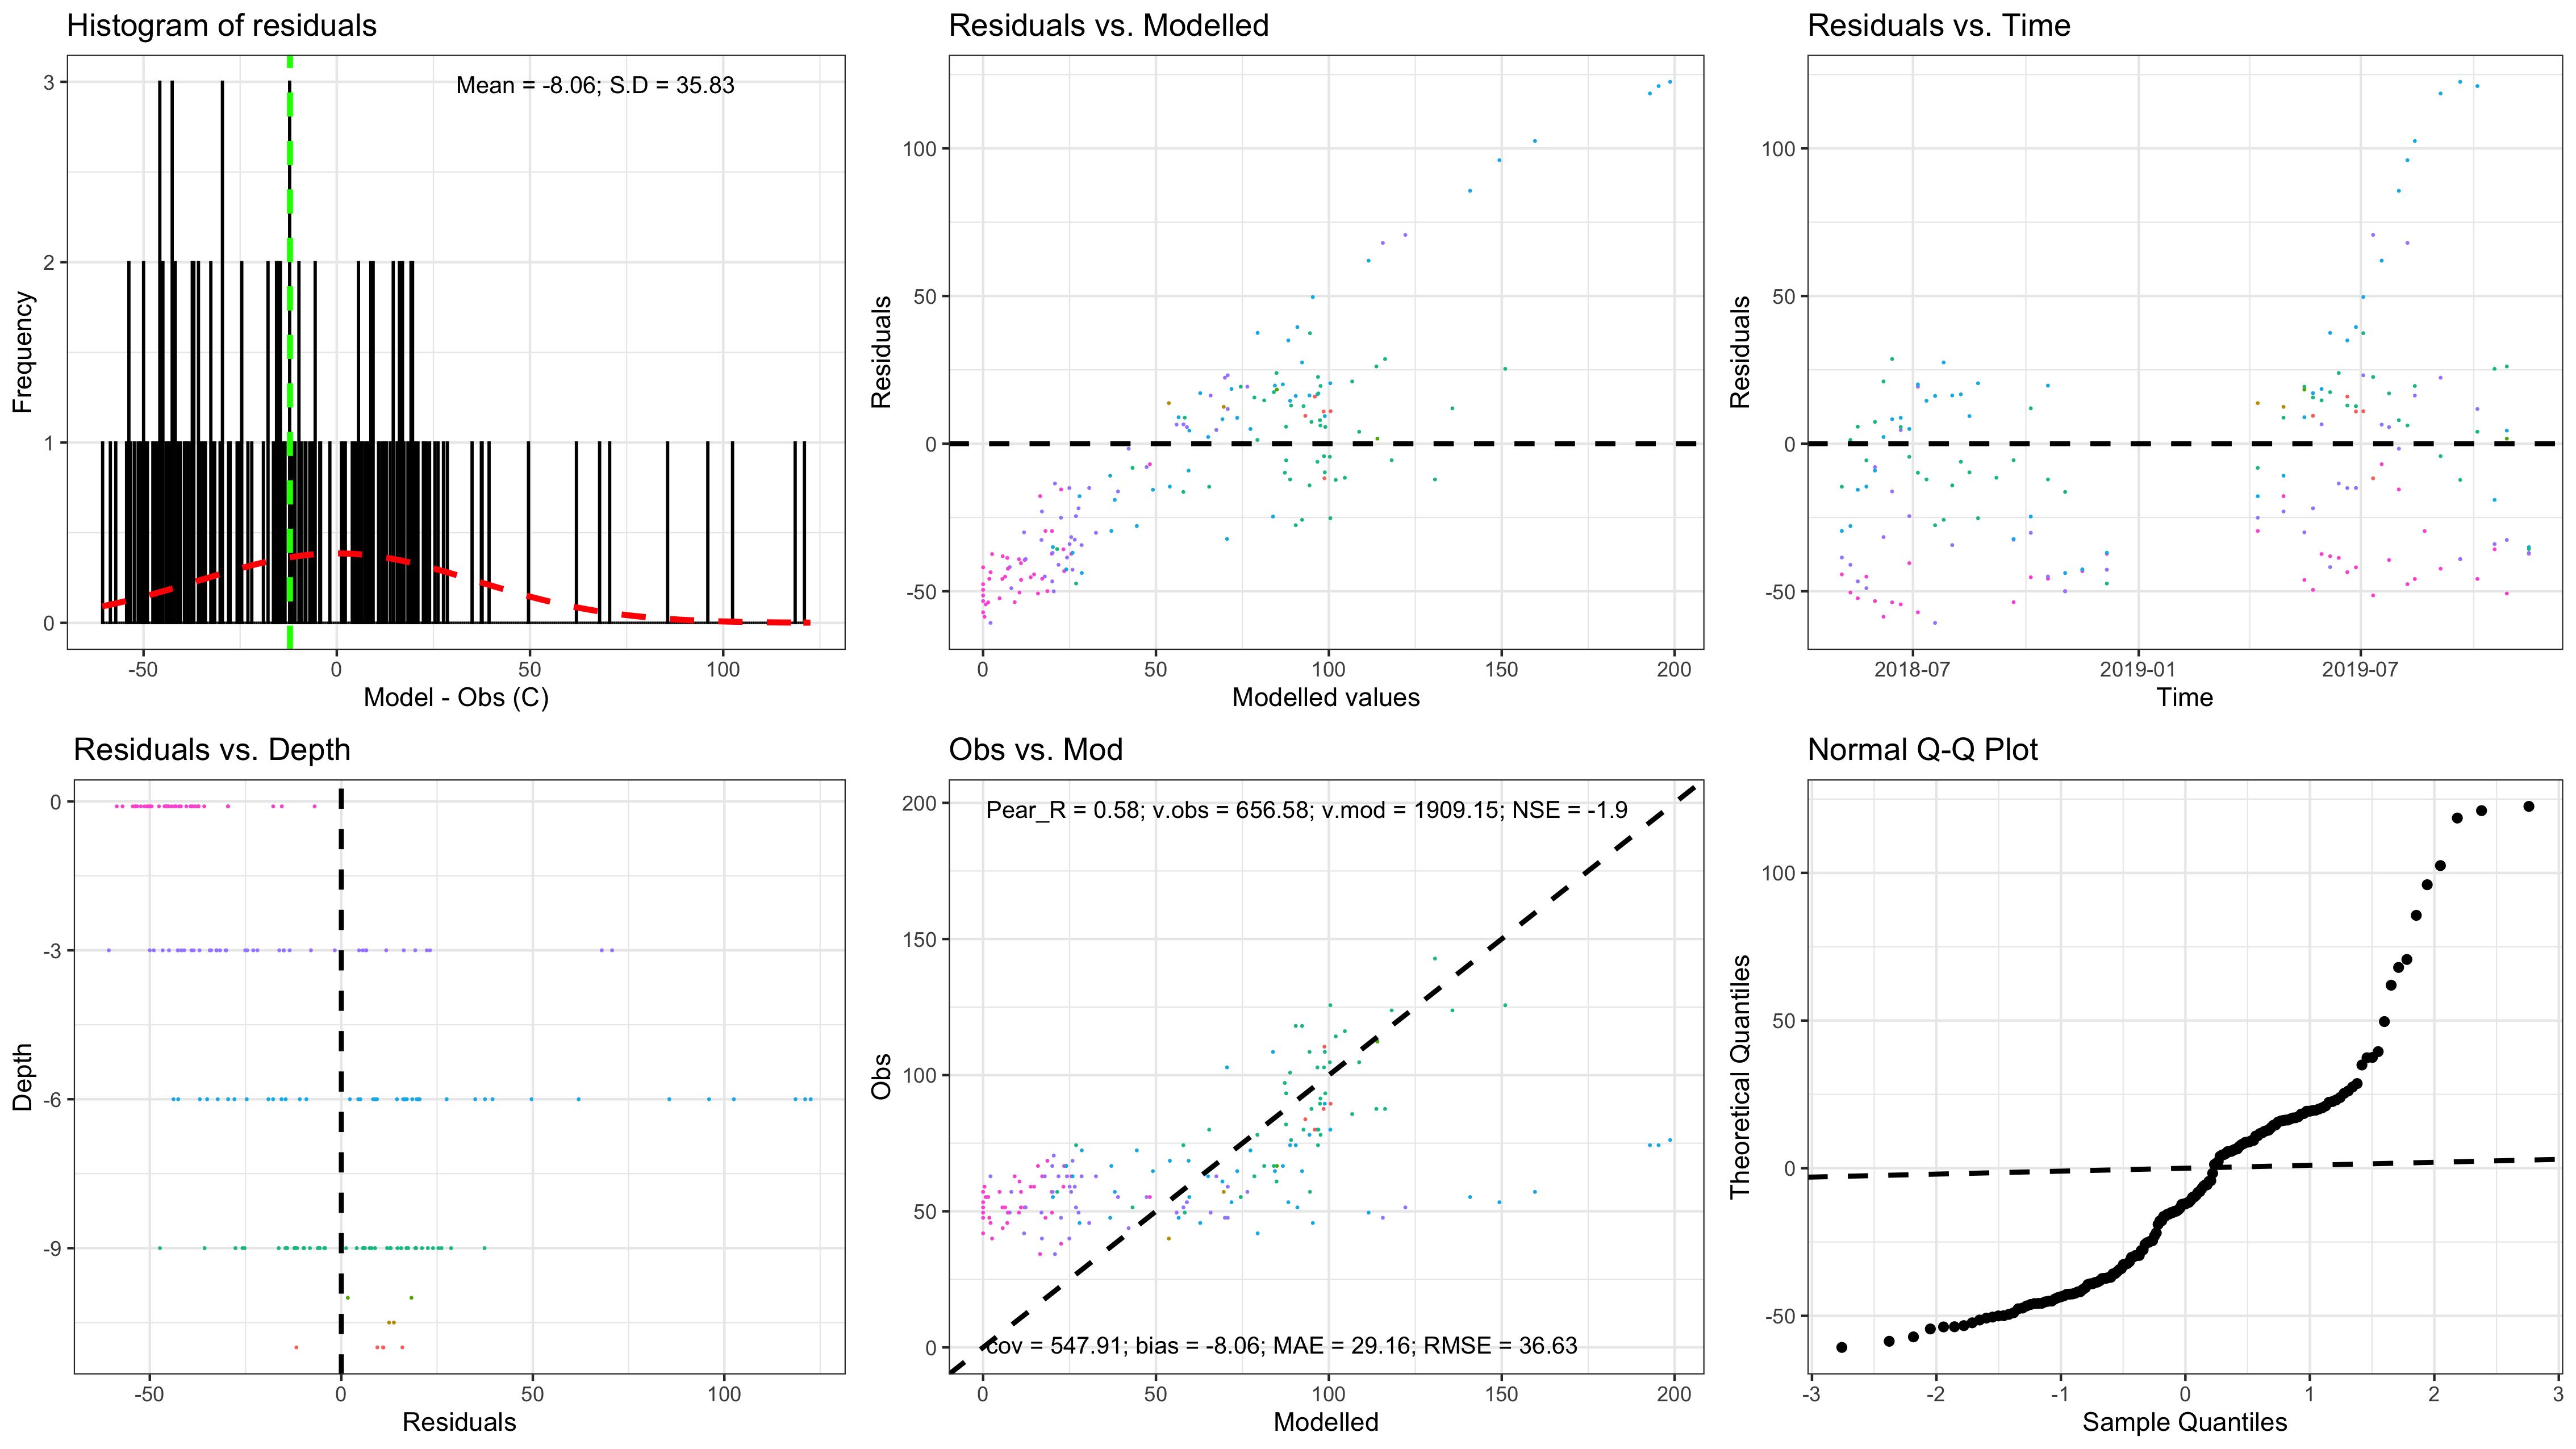 Histogram of residuals
Mean = -8.06; S.D = 35.83
Frequency
3
2
1
0
-50
0
50
100
Model - Obs (C)
Residuals vs. Modelled
Residuals
100
50
0
-50
0
50
100
150
200
Modelled values
Residuals vs. Time
Residuals
100
50
0
-50
2018-07
2019-01
2019-07
Time
Residuals vs. Depth
Depth
0
-3
-6
-9
-50
0
50
100
Residuals
Obs vs. Mod
Pear_R = 0.58; v.obs = 656.58; v.mod = 1909.15; NSE = -1.9
Obs
200
150
100
50
0
cov = 547.91; bias = -8.06; MAE = 29.16; RMSE = 36.63
0
50
100
150
200
Modelled
Normal Q-Q Plot
Theoretical Quantiles
100
50
0
-50
-3
-2
-1
0
1
2
3
Sample Quantiles